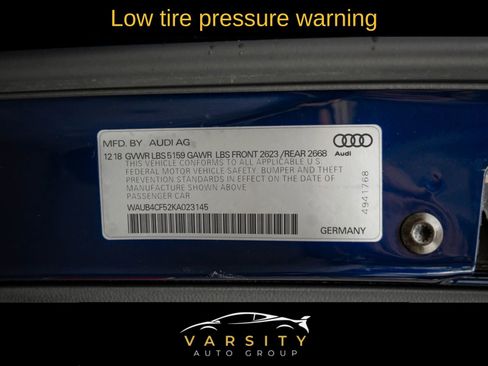 Low tire pressure warning
MFD. BY AUDI AG
12 18 GVWR LBS 5159 GAWR LBS FRONT 2623 /REAR 2668
THIS VEHICLE CONFORMS TO ALL APPLICABLE U.S.
FEDERAL MOTOR VEHICLE SAFETY, BUMPER AND THEFT
PREVENTION STANDARDS IN EFFECT ON THE DATE OF
MANUFACTURE SHOWN ABOVE
PASSENGER CAR
WAUB4CF52KA023145
Audi
4941768
GERMANY
VARSITY
AUTO GROUP